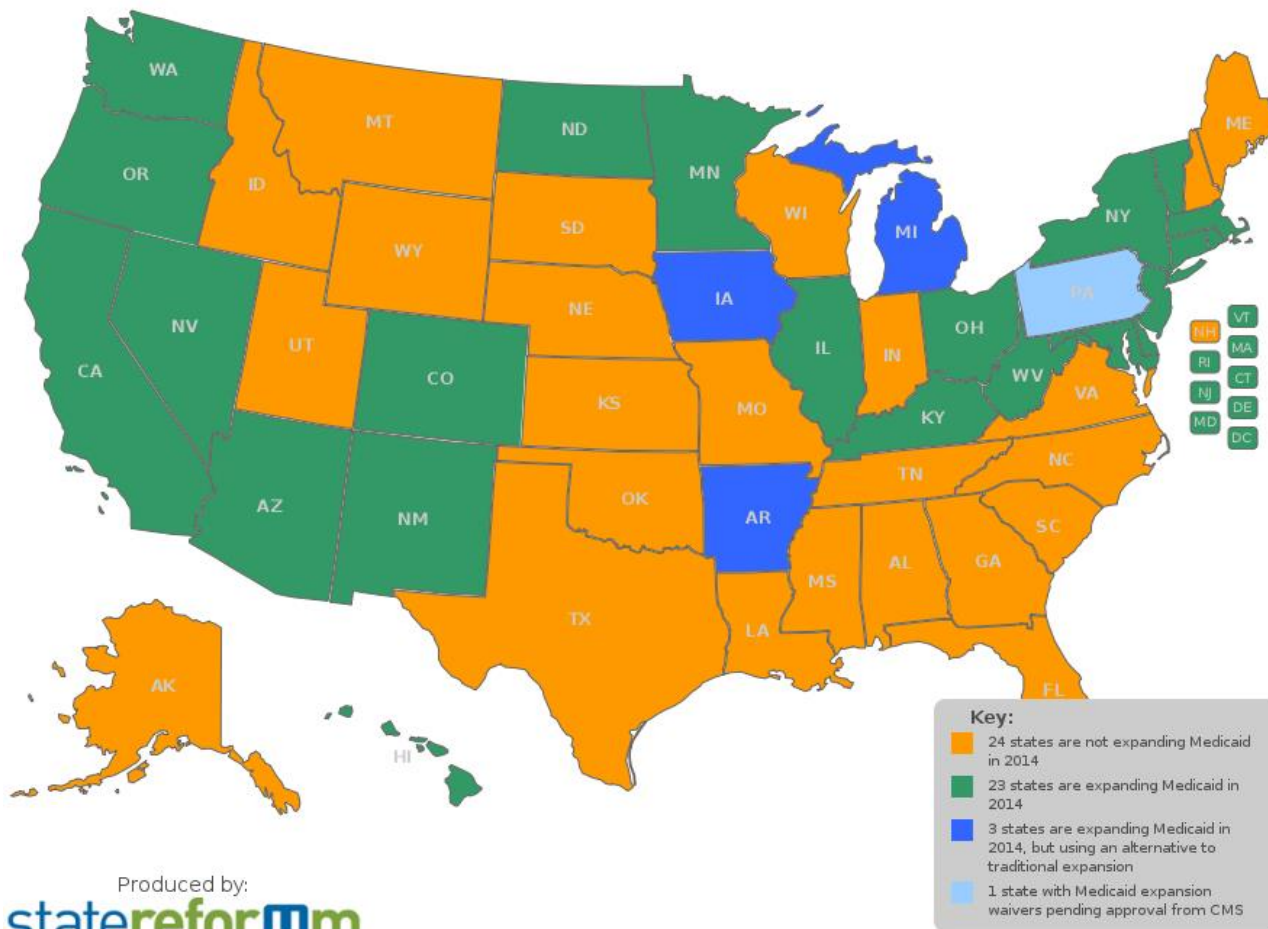 WA
MT
ND
MN
OR
ID
SD
WI
MI
NY
ME
WY
IA
NE
PA
NV
UT
CO
IL
IN
OH
CA
KS
MO
KY
WV
VA
NH
VT
RI
MA
NJ
CT
MD
DE
DC
AZ
NM
OK
AR
TN
NC
SC
MS
AL
GA
TX
LA
FL
AK
HI
Key:
24 states are not expanding Medicaid
in 2014
23 states are expanding Medicaid in
2014
3 states are expanding Medicaid in
2014, but using an alternative to
traditional expansion
1 state with Medicaid expansion
waivers pending approval from CMS
Produced by:
statereforum